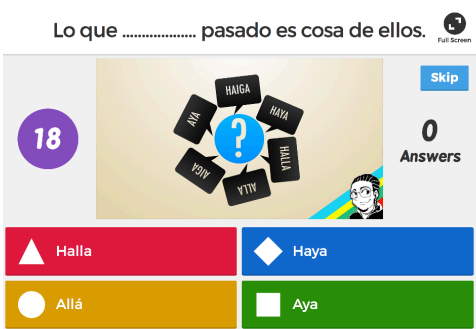 Lo que ................... pasado es cosa de ellos.
Full Screen
Skip
18
HAIGA
HAYA
HALLA
ALLA
AIGA
AYA
?
0
Answers
Halla
Haya
Allá
Aya